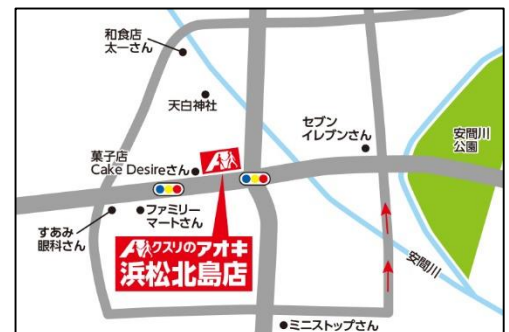 和食店
太一さん
天白神社
セブン
イレブンさん
安間川
公園
菓子店
Cake Desireさん
ファミリー
マートさん
すあみ
眼科さん
クスリのアオキ
浜松北島店
安間川
ミニストップさん